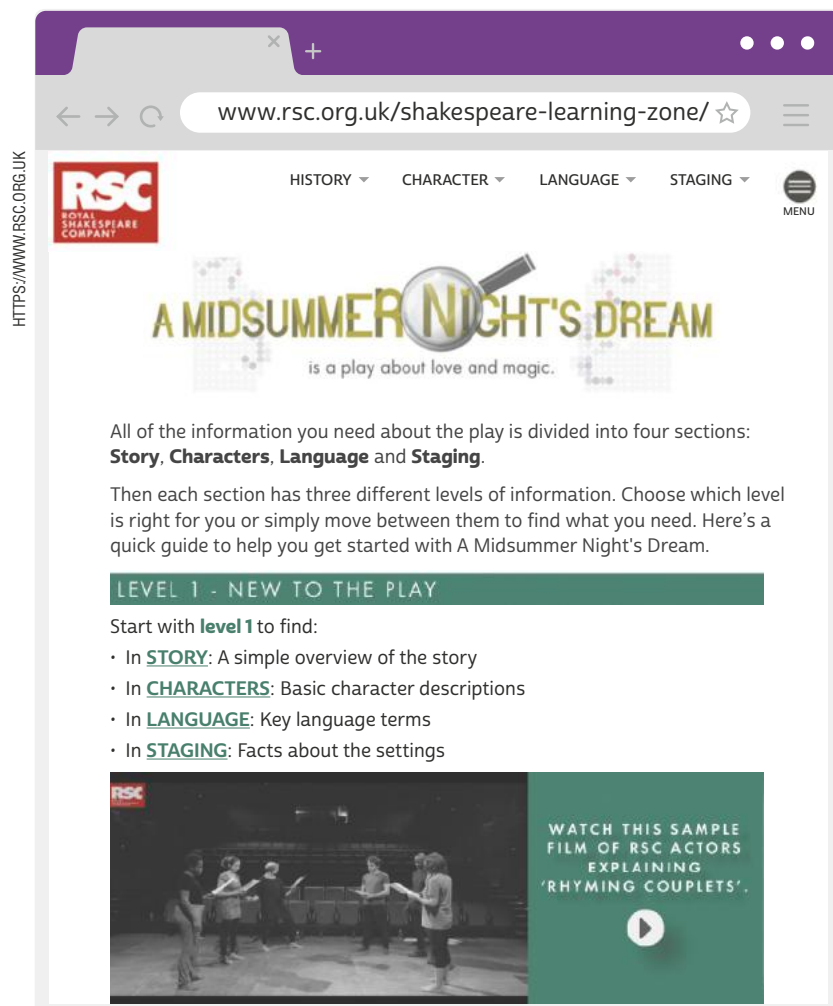 www.rsc.org.uk/shakespeare-learning-zone/
HTTPS://WWW.RSC.ORG.UK
RSC
ROYAL
SHAKESPEARE
COMPANY
HISTORY
CHARACTER
LANGUAGE
STAGING
MENU
A MIDSUMMER NIGHT'S DREAM
is a play about love and magic.
All of the information you need about the play is divided into four sections:
Story, Characters, Language and Staging.
Then each section has three different levels of information. Choose which level
is right for you or simply move between them to find what you need. Here’s a
quick guide to help you get started with A Midsummer Night's Dream.
LEVEL 1 - NEW TO THE PLAY
Start with level 1 to find:
• In STORY: A simple overview of the story
• In CHARACTERS: Basic character descriptions
• In LANGUAGE: Key language terms
• In STAGING: Facts about the settings
RSC
WATCH THIS SAMPLE
FILM OF RSC ACTORS
EXPLAINING
'RHYMING COUPLETS'.